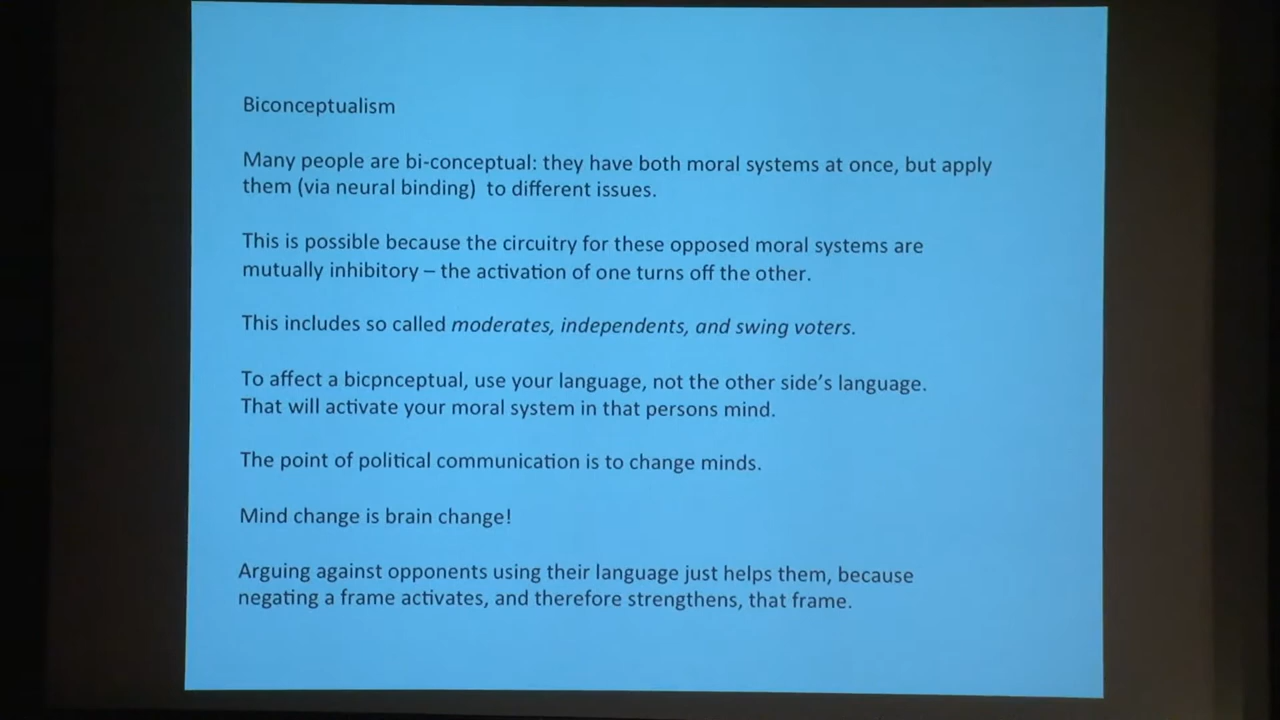 Biconceptualism
Many people are bi-conceptual: they have both moral systems at once, but apply
them (via neural binding)  to different issues.
This is possible because the circuitry for these opposed moral systems are
mutually inhibitory – the activation of one turns off the other.
This includes so called moderates, independents, and swing voters.
To affect a bicpnceptual, use your language, not the other side’s language.
That will activate your moral system in that persons mind.
The point of political communication is to change minds.
Mind change is brain change!
Arguing against opponents using their language just helps them, because
negating a frame activates, and therefore strengthens, that frame.